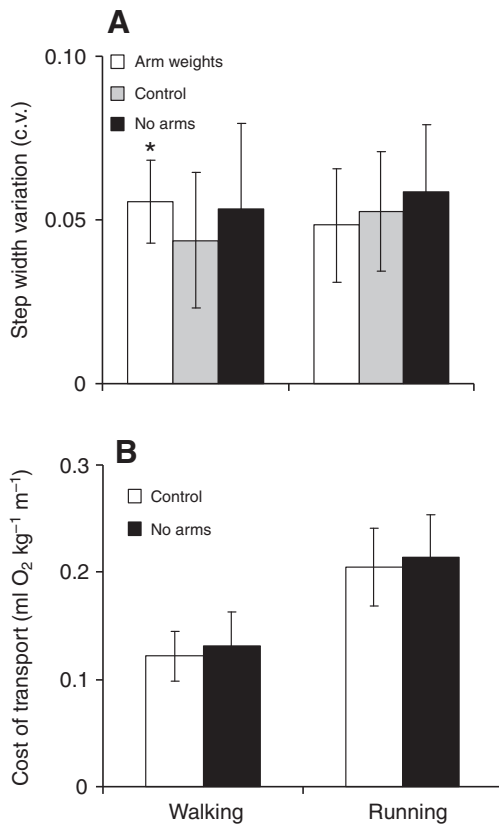 A
Step width variation (c.v.)
0.10
0.05
0
Arm weights
Control
No arms
*
B
Cost of transport (ml O₂ kg⁻¹ m⁻¹)
0.3
0.2
0.1
0
Control
No arms
Walking
Running